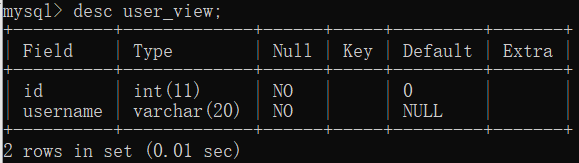 mysql> desc user_view;
+----------+-------------+------+-----+---------+-------+
| Field    | Type        | Null | Key | Default | Extra |
+----------+-------------+------+-----+---------+-------+
| id       | int(11)     | NO   |     | 0       |       |
| username | varchar(20) | NO   |     | NULL    |       |
+----------+-------------+------+-----+---------+-------+
2 rows in set (0.01 sec)